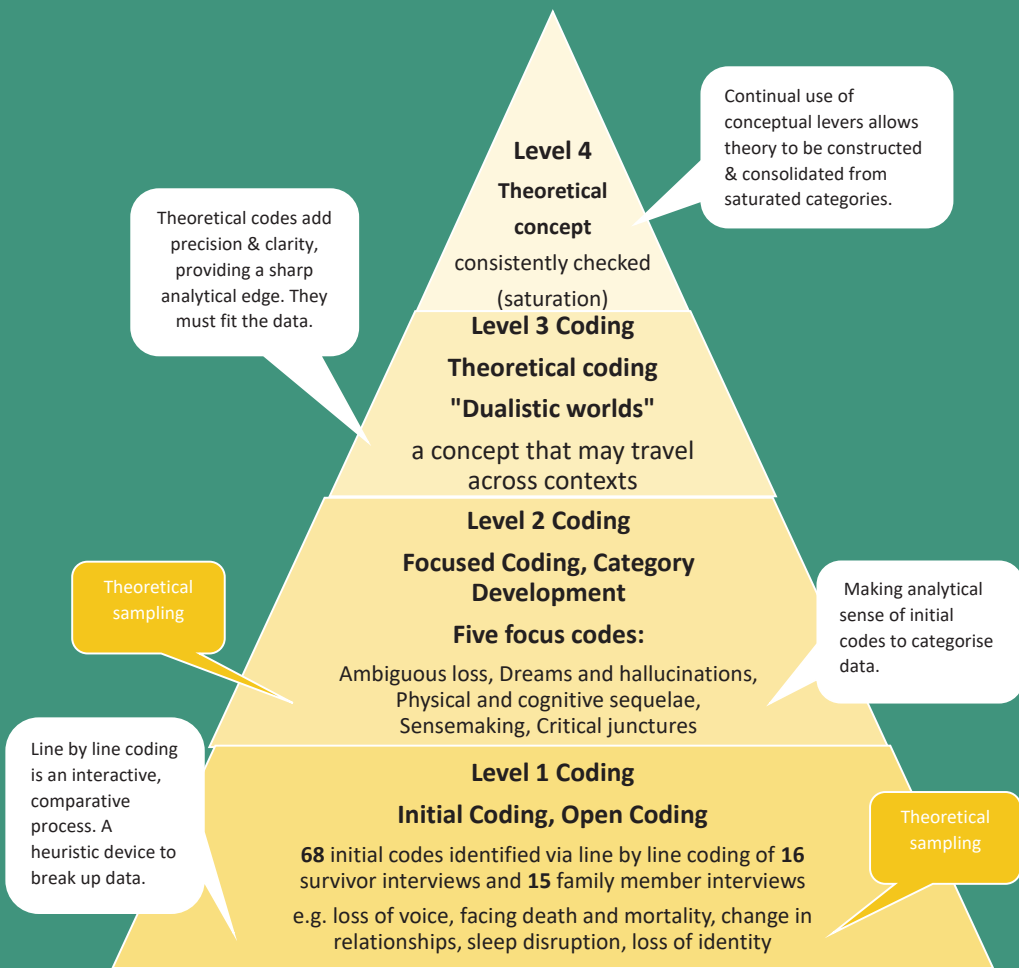 Level 4
Theoretical
concept
consistently checked
(saturation)
Continual use of
conceptual levers allows
theory to be constructed
& consolidated from
saturated categories.
Theoretical codes add
precision & clarity,
providing a sharp
analytical edge. They
must fit the data.
Level 3 Coding
Theoretical coding
"Dualistic worlds"
a concept that may travel
across contexts
Level 2 Coding
Focused Coding, Category
Development
Five focus codes:
Ambiguous loss, Dreams and hallucinations,
Physical and cognitive sequelae,
Sensemaking, Critical junctures
Theoretical
sampling
Making analytical
sense of initial
codes to categorise
data.
Line by line coding
is an interactive,
comparative
process. A
heuristic device to
break up data.
Level 1 Coding
Initial Coding, Open Coding
68 initial codes identified via line by line coding of 16
survivor interviews and 15 family member interviews
e.g. loss of voice, facing death and mortality, change in
relationships, sleep disruption, loss of identity
Theoretical
sampling